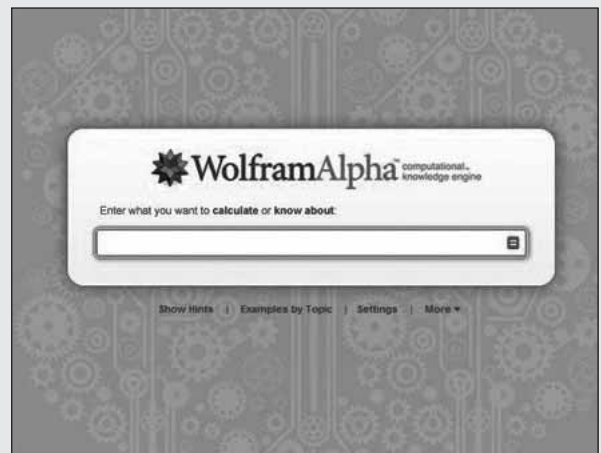 WolframAlpha™ computational..
knowledge engine
Enter what you want to calculate or know about:
Show Hints | Examples by Topic | Settings | More ▾